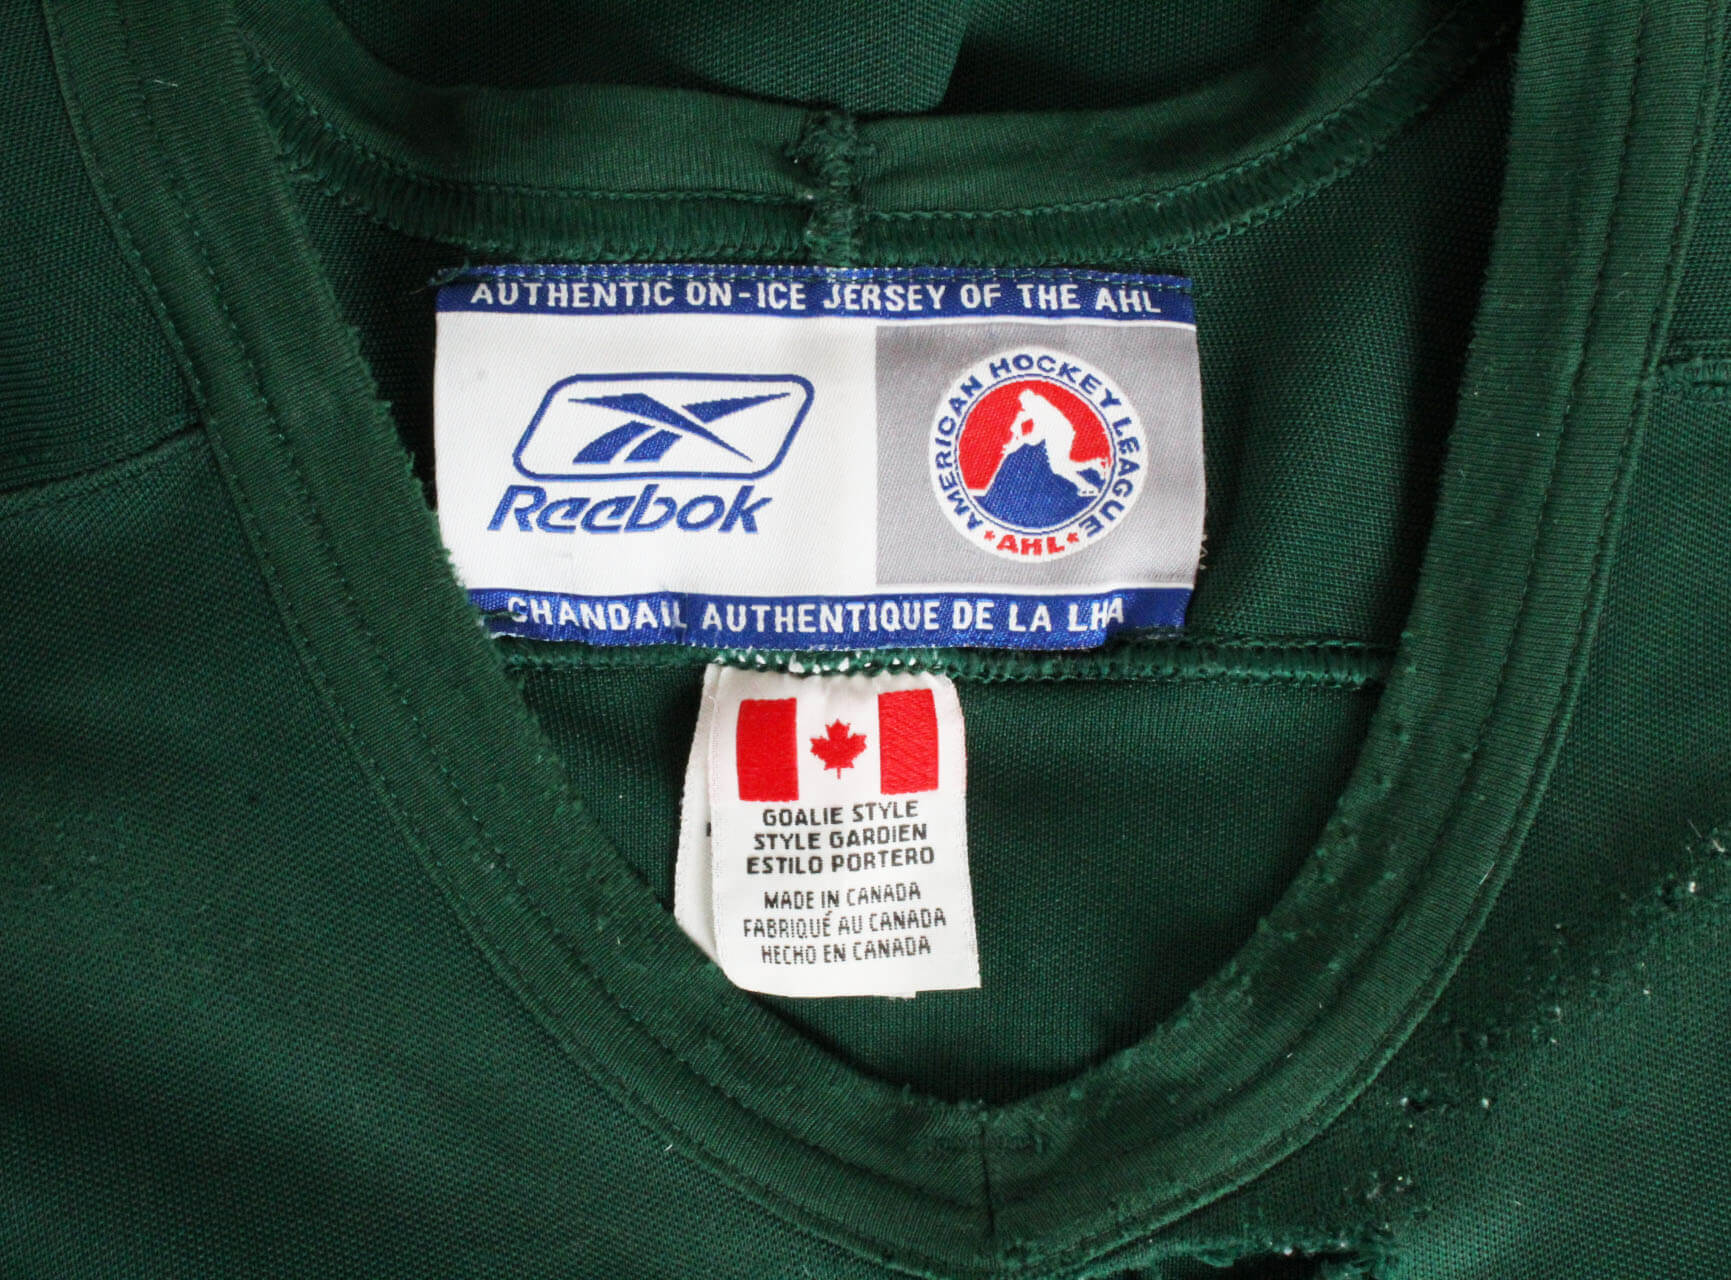 AUTHENTIC ON-ICE JERSEY OF THE AHL
Reebok
AMERICAN HOCKEY LEAGUE
AHL
CHANDAIL AUTHENTIQUE DE LA LHA
GOALIE STYLE
STYLE GARDIEN
ESTILO PORTERO
MADE IN CANADA
FABRIQUÉ AU CANADA
HECHO EN CANADA